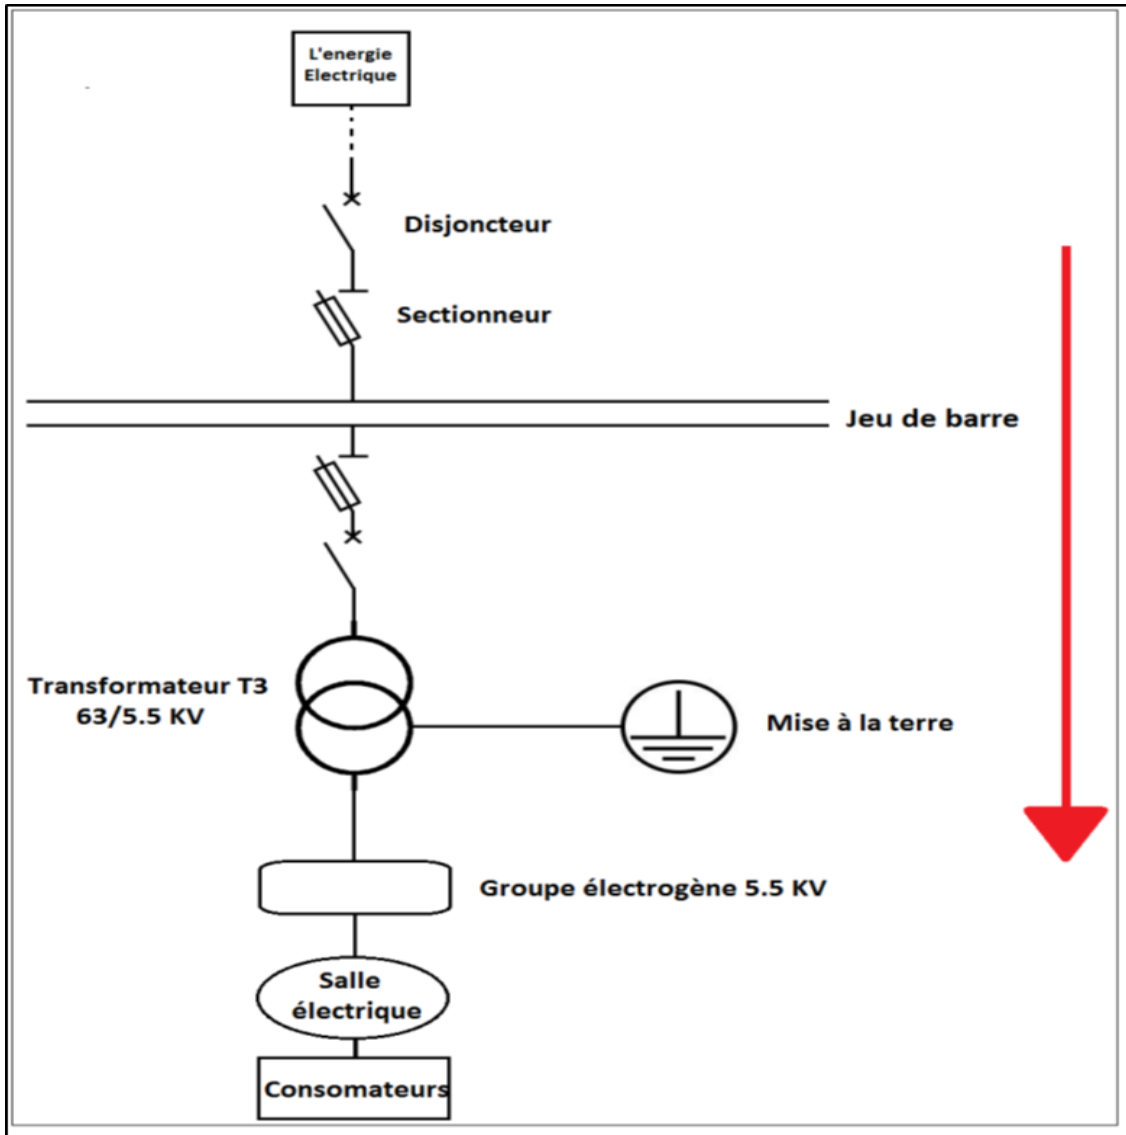 L'energie
Electrique
Disjoncteur
Sectionneur
Jeu de barre
Transformateur T3
63/5.5 KV
Mise à la terre
Groupe électrogène 5.5 KV
Salle
électrique
Consomateurs